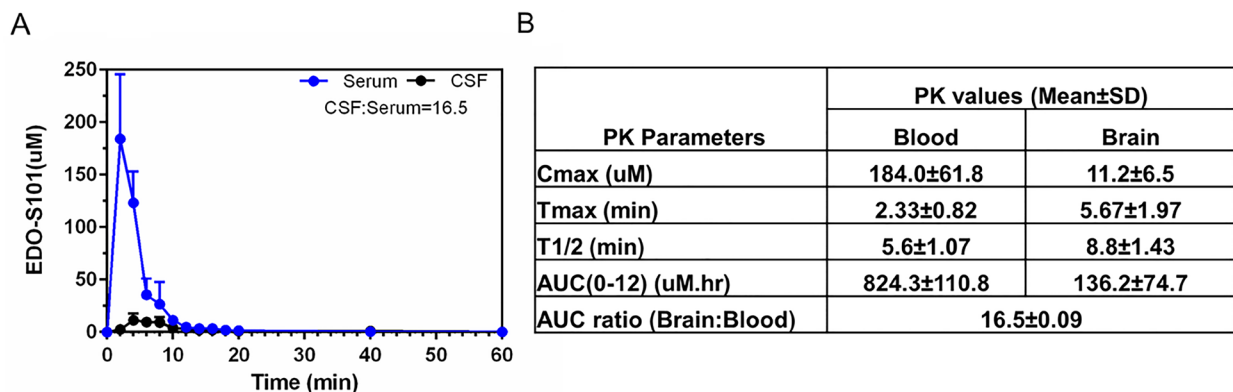 A
B
250
200
150
100
50
0
EDO-S101(uM)
Serum CSF
CSF:Serum=16.5
0 10 20 30 40 50 60
Time (min)
PK Parameters
PK values (Mean±SD)
Blood Brain
Cmax (uM) 184.0±61.8 11.2±6.5
Tmax (min) 2.33±0.82 5.67±1.97
T1/2 (min) 5.6±1.07 8.8±1.43
AUC(0-12) (uM.hr) 824.3±110.8 136.2±74.7
AUC ratio (Brain:Blood) 16.5±0.09